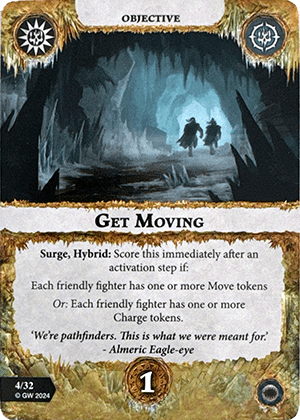 OBJECTIVE
GET MOVING
Surge, Hybrid: Score this immediately after an
activation step if:
Each friendly fighter has one or more Move tokens
Or: Each friendly fighter has one or more
Charge tokens.
'We're pathfinders. This is what we were meant for.'
- Almeric Eagle-eye
1
4/32
© GW 2024